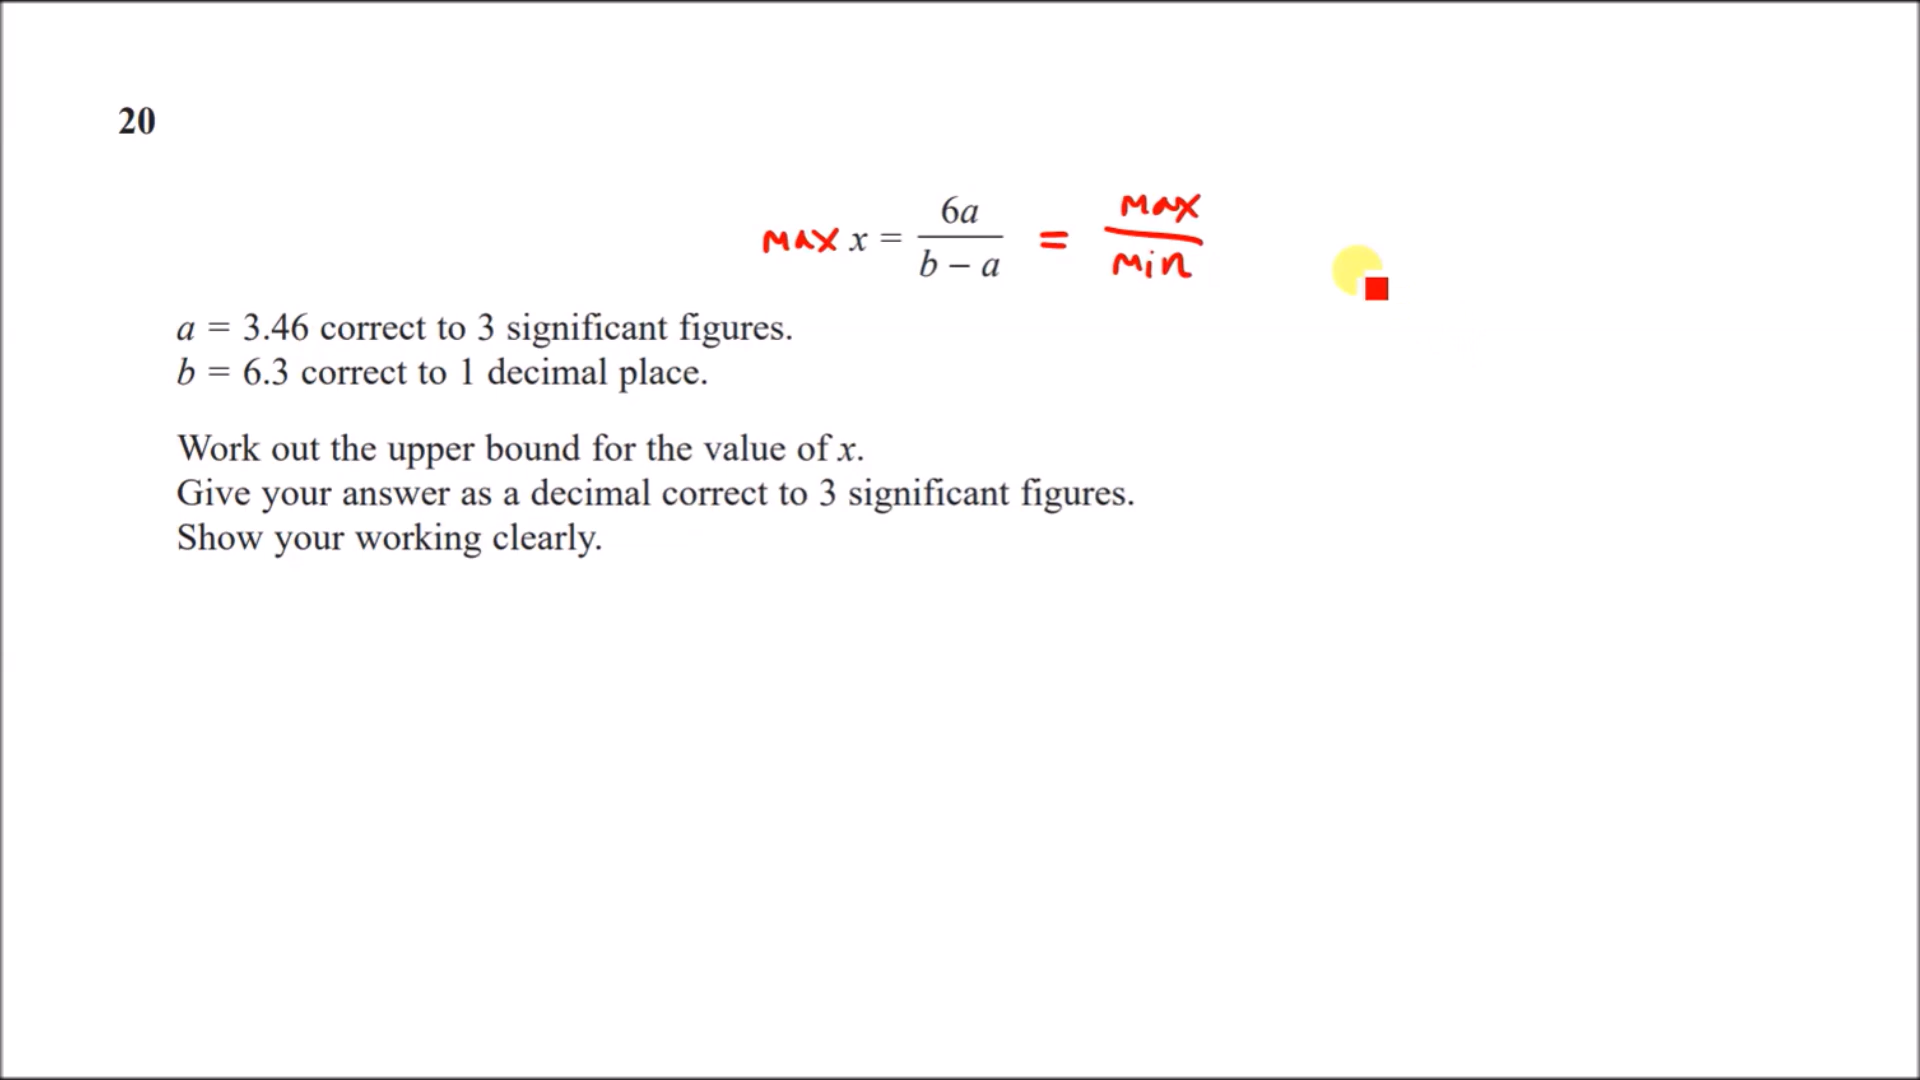 20
MAX x = 6a / (b − a) = MAX / MIN
a = 3.46 correct to 3 significant figures.
b = 6.3 correct to 1 decimal place.
Work out the upper bound for the value of x.
Give your answer as a decimal correct to 3 significant figures.
Show your working clearly.